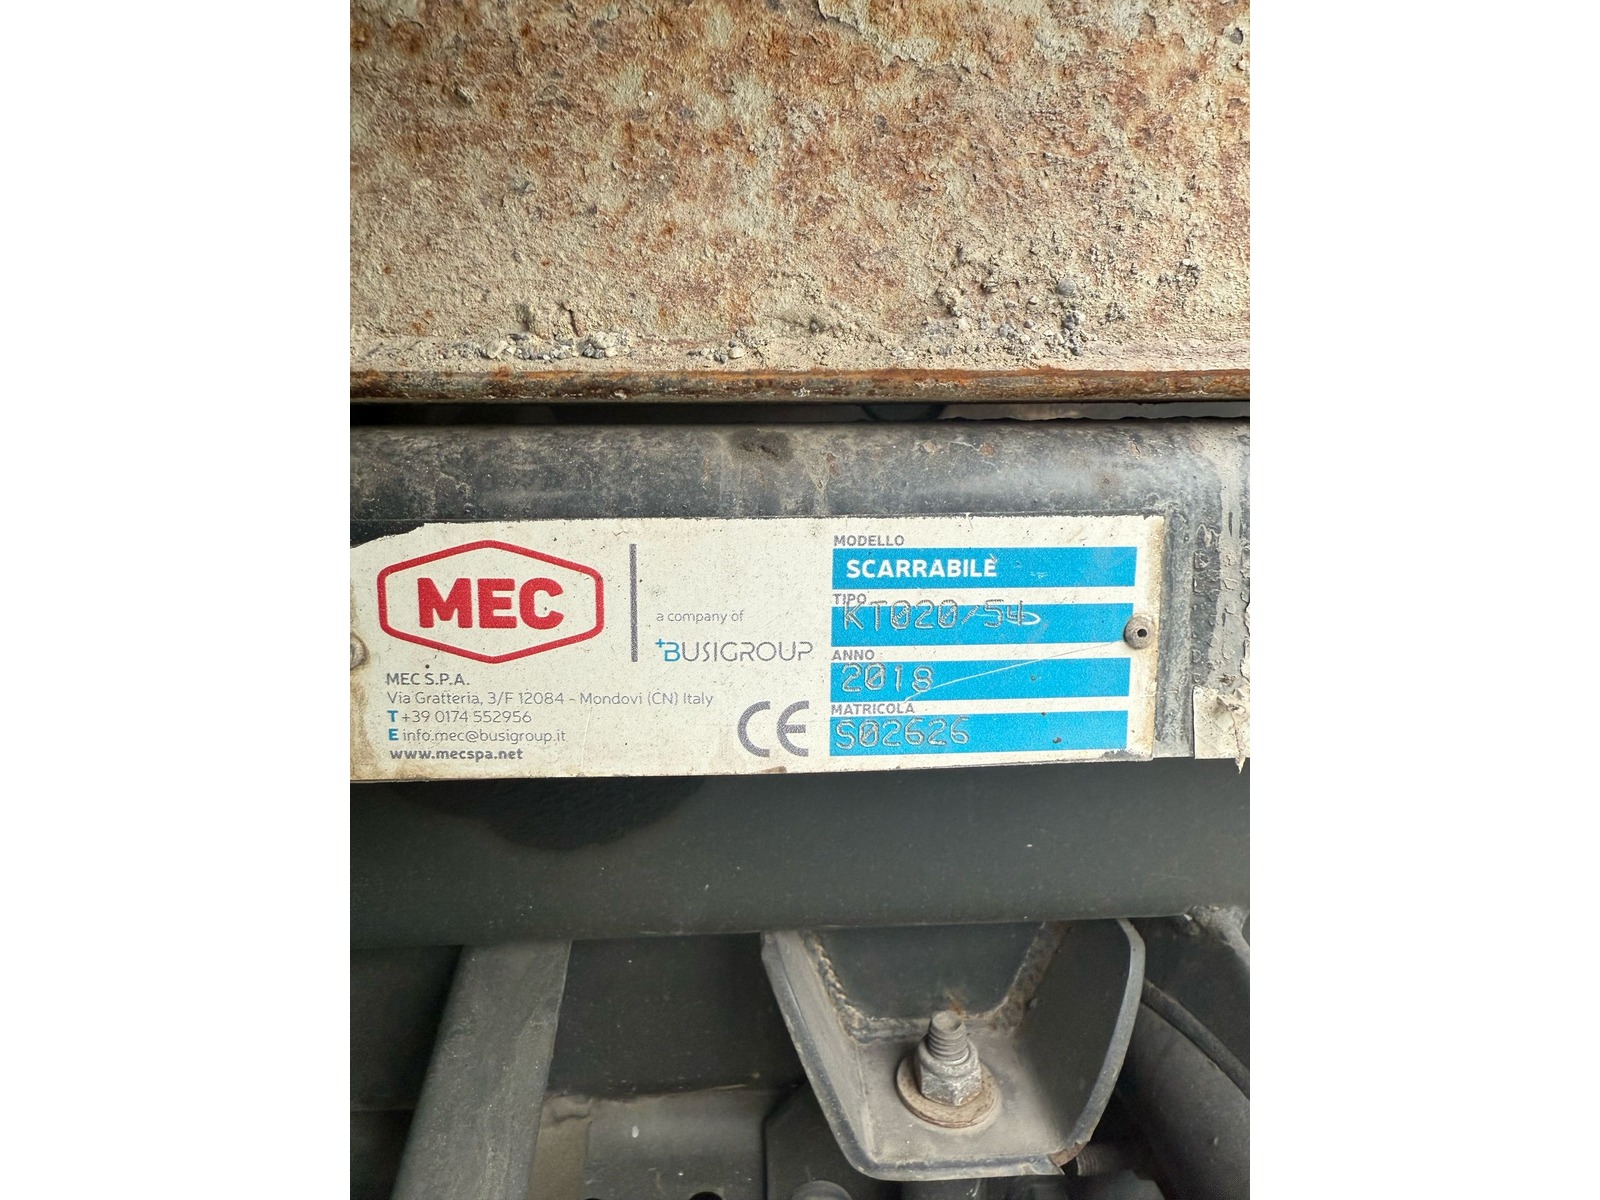 MEC
a company of
+BUSIGROUP
MEC S.P.A.
Via Gratteria, 3/F 12084 - Mondovì (CN) Italy
T +39 0174 552956
E info.mec@busigroup.it
www.mecspa.net
CE
MODELLO
SCARRABILE
TIPO
KT020/54
ANNO
2018
MATRICOLA
S02626